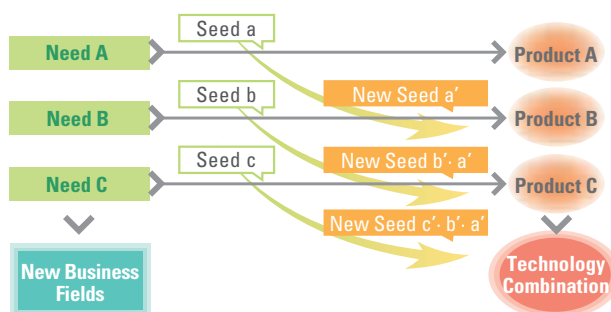 Seed a
Need A
Product A
Seed b
New Seed a′
Need B
Product B
Seed c
New Seed b′· a′
Need C
Product C
New Seed c′· b′· a′
New Business
Fields
Technology
Combination